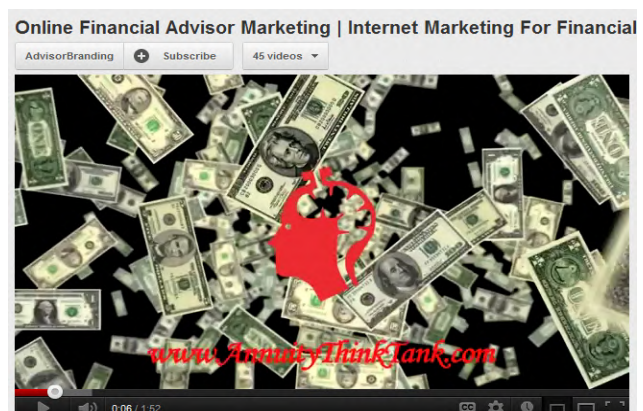 Online Financial Advisor Marketing | Internet Marketing For Financial
AdvisorBranding Subscribe 45 videos
www.AnnuityThinkTank.com
0:06 / 1:52
CC